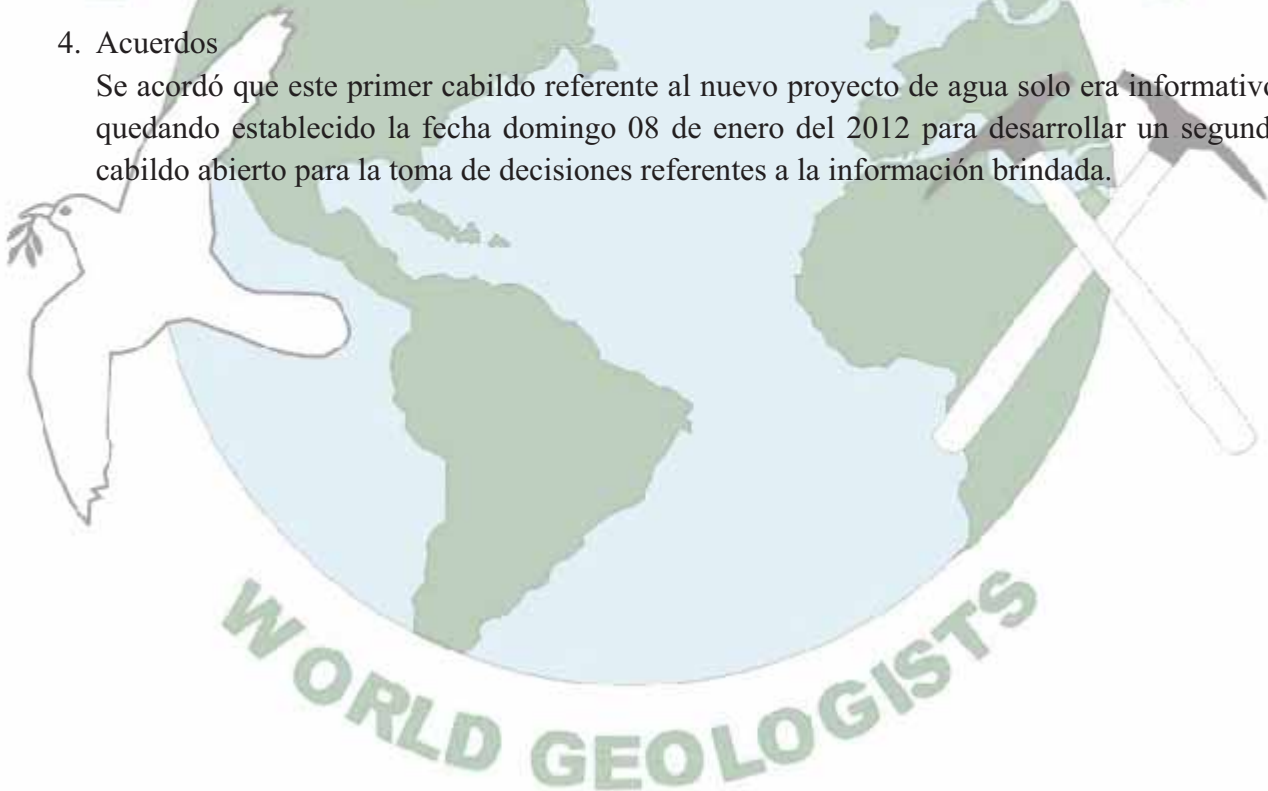 4. Acuerdos
Se acordó que este primer cabildo referente al nuevo proyecto de agua solo era informativo
quedando establecido la fecha domingo 08 de enero del 2012 para desarrollar un segund
cabildo abierto para la toma de decisiones referentes a la información brindada.
WORLD GEOLOGISTS